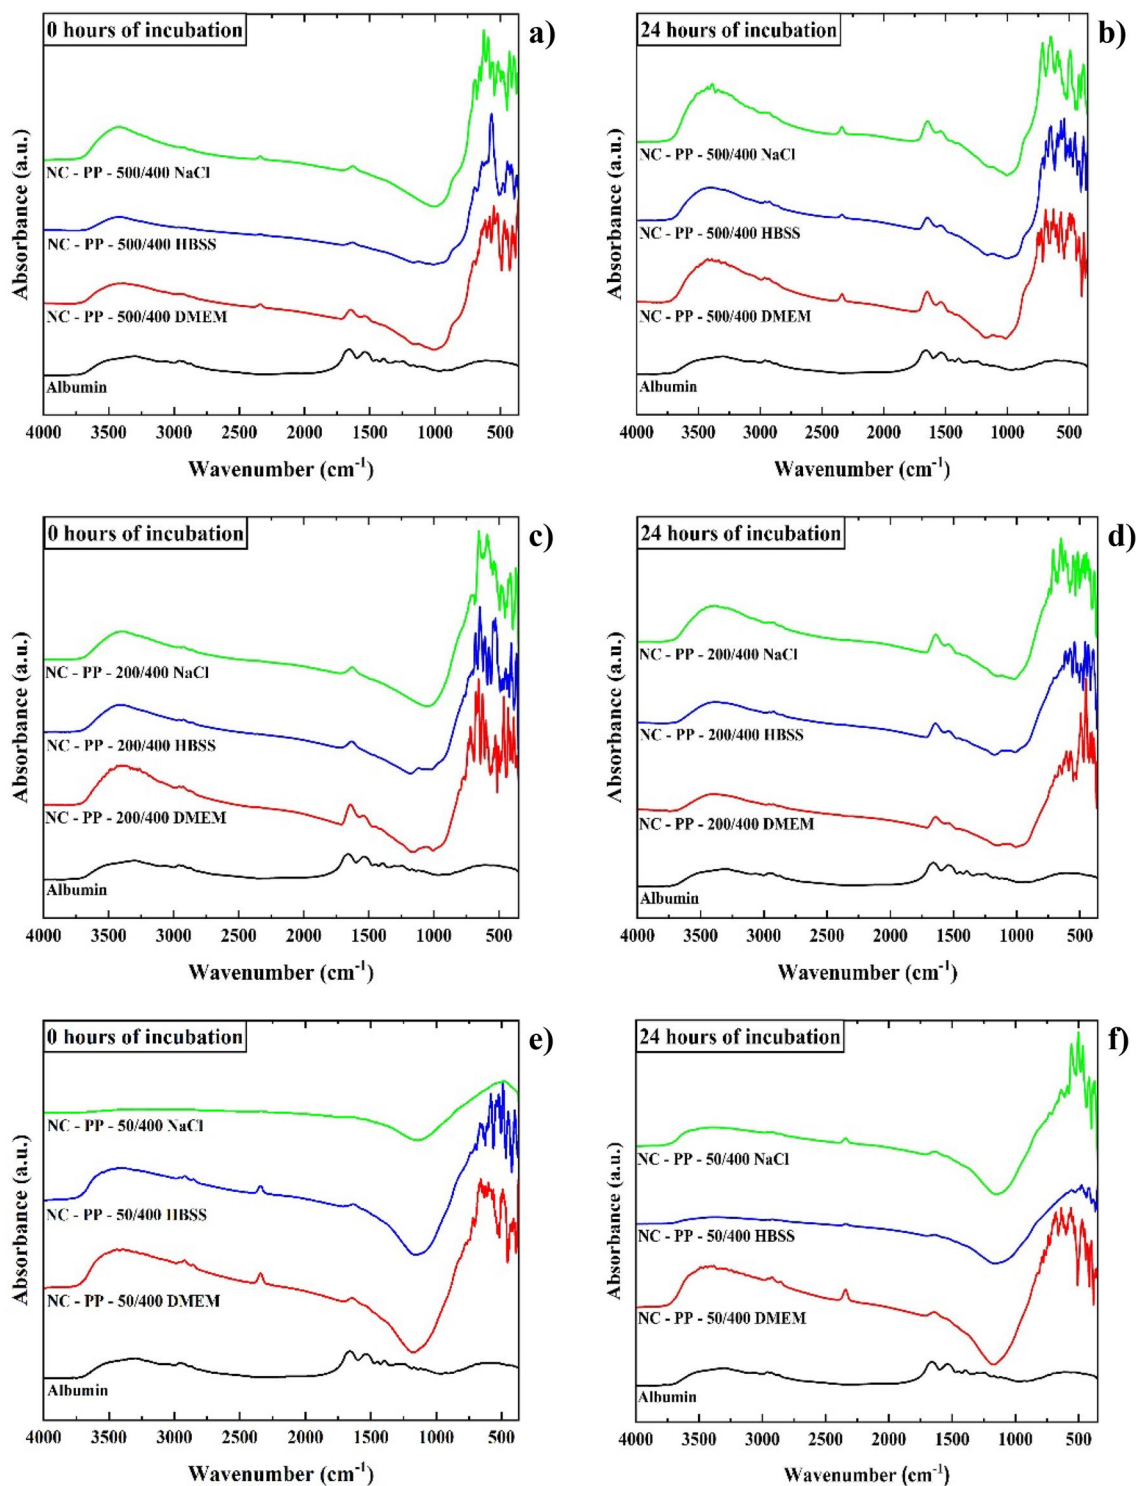 0 hours of incubation
a)
Absorbance (a.u.)
NC - PP - 500/400 NaCl
NC - PP - 500/400 HBSS
NC - PP - 500/400 DMEM
Albumin
4000 3500 3000 2500 2000 1500 1000 500
Wavenumber (cm⁻¹)
24 hours of incubation
b)
Absorbance (a.u.)
NC - PP - 500/400 NaCl
NC - PP - 500/400 HBSS
NC - PP - 500/400 DMEM
Albumin
4000 3500 3000 2500 2000 1500 1000 500
Wavenumber (cm⁻¹)
0 hours of incubation
c)
Absorbance (a.u.)
NC - PP - 200/400 NaCl
NC - PP - 200/400 HBSS
NC - PP - 200/400 DMEM
Albumin
4000 3500 3000 2500 2000 1500 1000 500
Wavenumber (cm⁻¹)
24 hours of incubation
d)
Absorbance (a.u.)
NC - PP - 200/400 NaCl
NC - PP - 200/400 HBSS
NC - PP - 200/400 DMEM
Albumin
4000 3500 3000 2500 2000 1500 1000 500
Wavenumber (cm⁻¹)
0 hours of incubation
e)
Absorbance (a.u.)
NC - PP - 50/400 NaCl
NC - PP - 50/400 HBSS
NC - PP - 50/400 DMEM
Albumin
4000 3500 3000 2500 2000 1500 1000 500
Wavenumber (cm⁻¹)
24 hours of incubation
f)
Absorbance (a.u.)
NC - PP - 50/400 NaCl
NC - PP - 50/400 HBSS
NC - PP - 50/400 DMEM
Albumin
4000 3500 3000 2500 2000 1500 1000 500
Wavenumber (cm⁻¹)